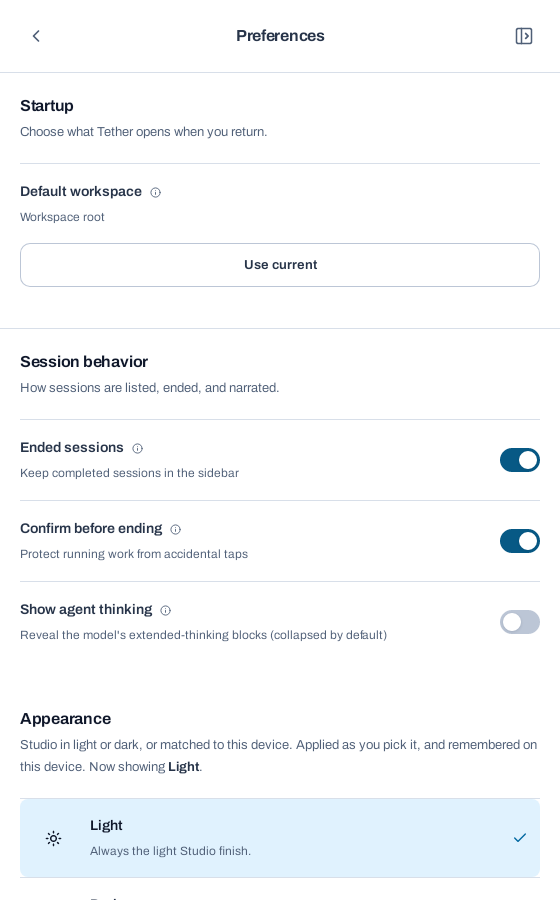 Preferences
Startup
Choose what Tether opens when you return.
Default workspace
Workspace root
Use current
Session behavior
How sessions are listed, ended, and narrated.
Ended sessions
Keep completed sessions in the sidebar
Confirm before ending
Protect running work from accidental taps
Show agent thinking
Reveal the model's extended-thinking blocks (collapsed by default)
Appearance
Studio in light or dark, or matched to this device. Applied as you pick it, and remembered on
this device. Now showing Light.
Light
Always the light Studio finish.